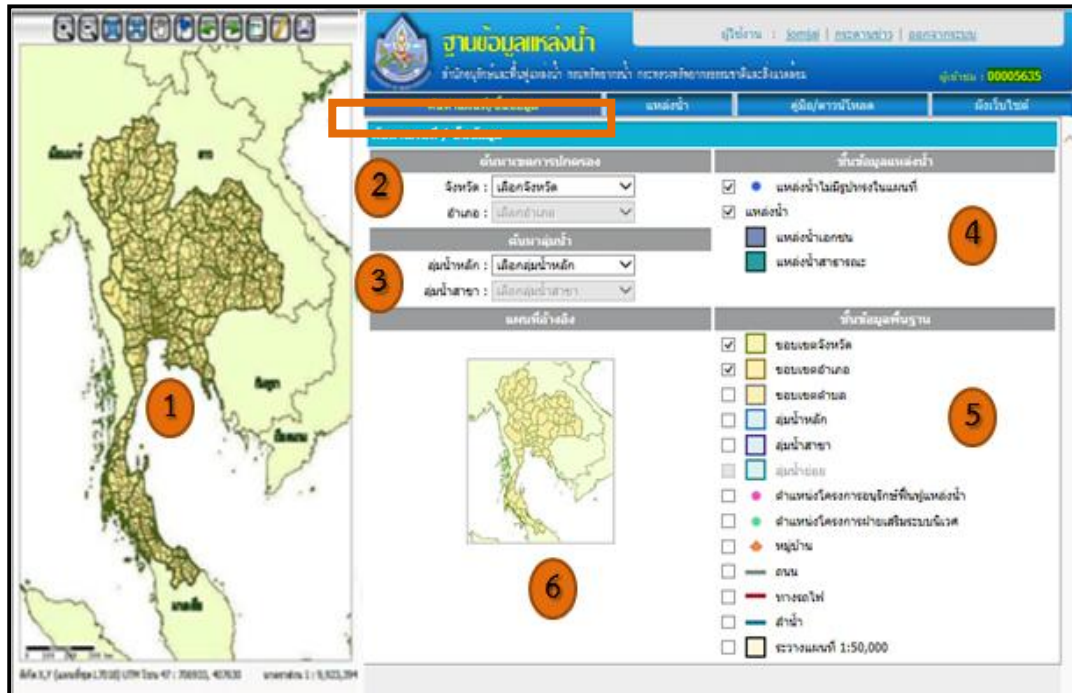 ฐานข้อมูลแหล่งน้ำ
ผู้ใช้งาน : jomjai | กระดานข่าว | ออกจากระบบ
สำนักอนุรักษ์และฟื้นฟูแหล่งน้ำ กรมทรัพยากรน้ำ กระทรวงทรัพยากรธรรมชาติและสิ่งแวดล้อม
ผู้เข้าชม : 00005635
แหล่งน้ำ
คู่มือ/ดาวน์โหลด
ผังเว็บไซต์
ค้นหาเขตการปกครอง
จังหวัด : เลือกจังหวัด
อำเภอ : เลือกอำเภอ
2
ค้นหาลุ่มน้ำ
ลุ่มน้ำหลัก : เลือกลุ่มน้ำหลัก
ลุ่มน้ำสาขา : เลือกลุ่มน้ำสาขา
3
แผนที่อ้างอิง
6
ชั้นข้อมูลแหล่งน้ำ
แหล่งน้ำไม่มีรูปทรงในแผนที่
แหล่งน้ำ
แหล่งน้ำเอกชน
แหล่งน้ำสาธารณะ
4
ชั้นข้อมูลพื้นฐาน
ขอบเขตจังหวัด
ขอบเขตอำเภอ
ขอบเขตตำบล
ลุ่มน้ำหลัก
ลุ่มน้ำสาขา
ลุ่มน้ำย่อย
ตำแหน่งโครงการอนุรักษ์ฟื้นฟูแหล่งน้ำ
ตำแหน่งโครงการฝายเสริมระบบนิเวศ
หมู่บ้าน
ถนน
ทางรถไฟ
ลำน้ำ
ระวางแผนที่ 1:50,000
5
ลาว
กัมพูชา
1
มาเลเซีย